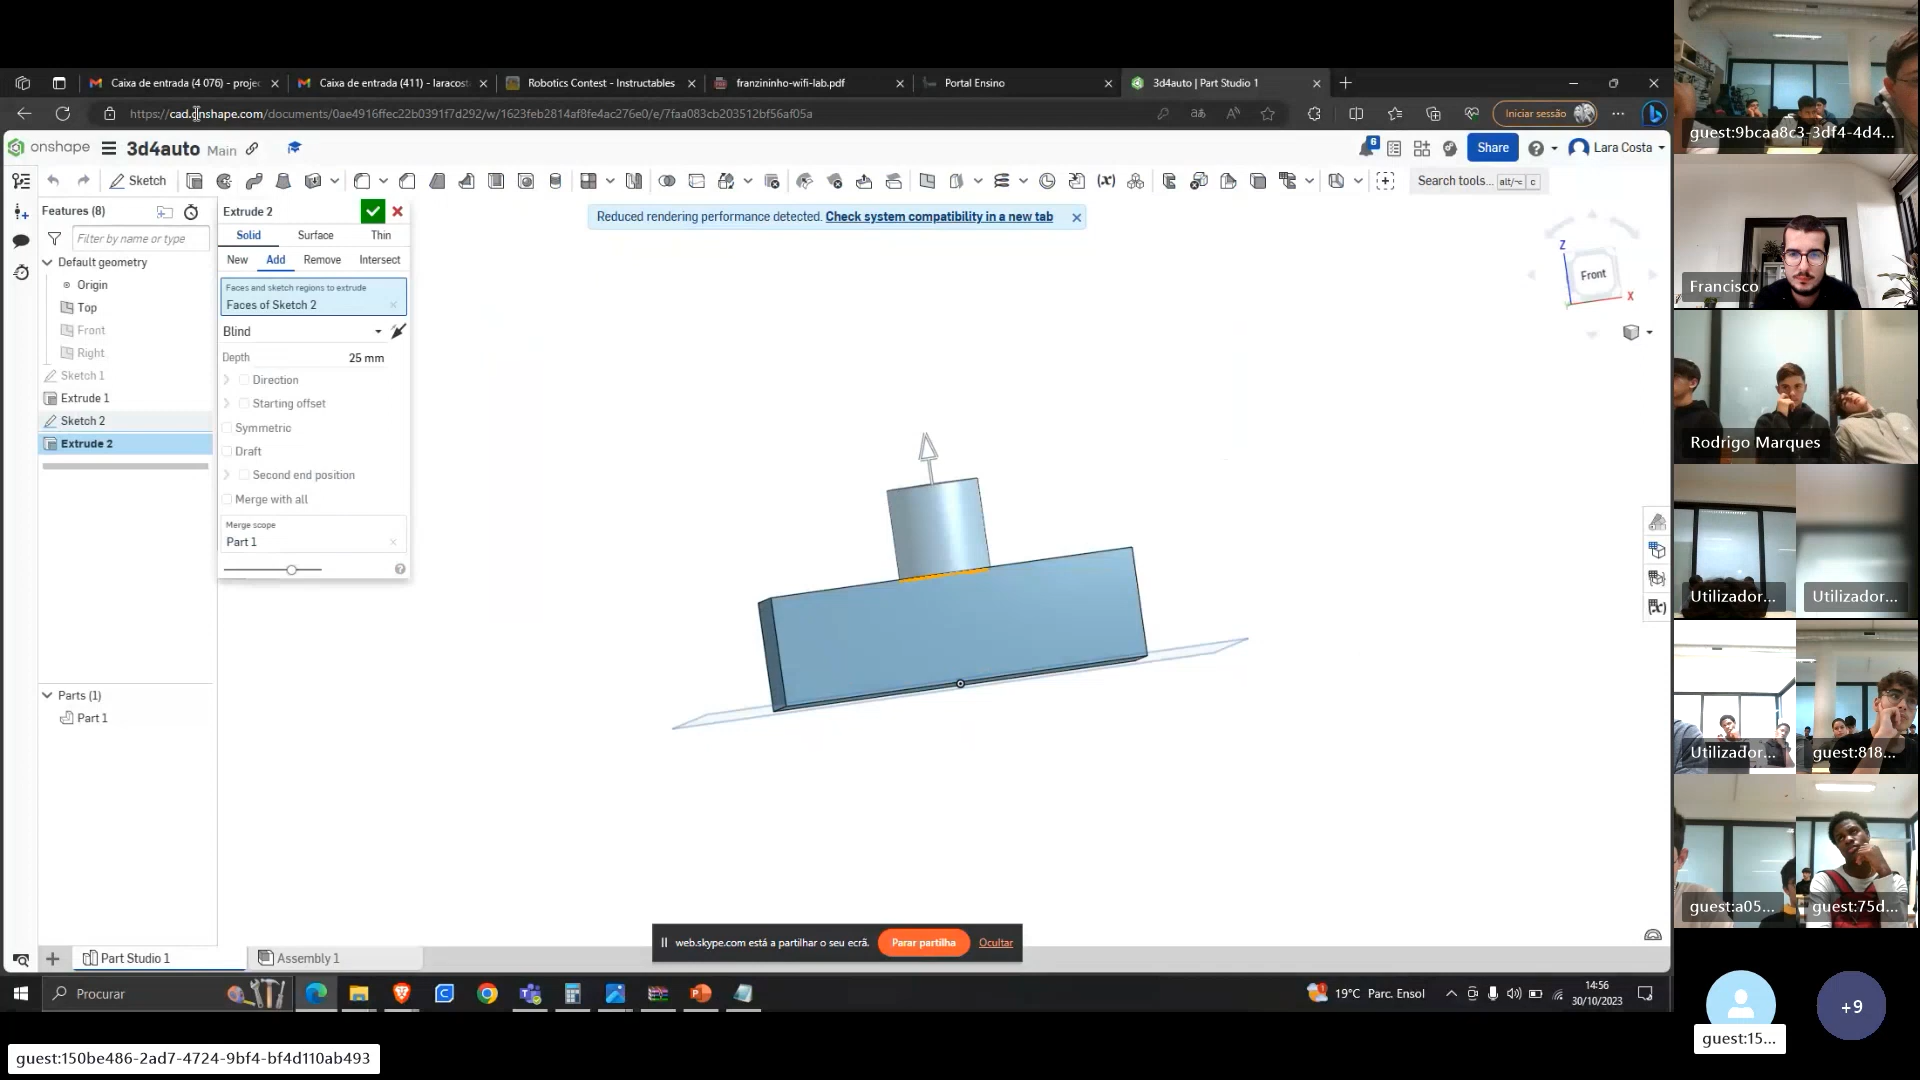 Caixa de entrada (4 076) - projec
Caixa de entrada (411) - laracost
Robotics Contest - Instructables
franzininho-wifi-lab.pdf
Portal Ensino
3d4auto | Part Studio 1
https://cad.onshape.com/documents/0ae4916ffec22b0391f7d292/w/1623feb2814af8fe4ac276e0/e/7faa083cb203512bf56af05a
Iniciar sessão
onshape
3d4auto Main
6
Share
Lara Costa
Sketch
Search tools... alt/⌥ c
Features (8)
Filter by name or type
Default geometry
Origin
Top
Front
Right
Sketch 1
Extrude 1
Sketch 2
Extrude 2
Parts (1)
Part 1
Extrude 2
Solid
Surface
Thin
New
Add
Remove
Intersect
Faces and sketch regions to extrude
Faces of Sketch 2
Blind
Depth
25 mm
Direction
Starting offset
Symmetric
Draft
Second end position
Merge with all
Merge scope
Part 1
Reduced rendering performance detected. Check system compatibility in a new tab
Z
Front
X
Part Studio 1
Assembly 1
web.skype.com está a partilhar o seu ecrã.
Parar partilha
Ocultar
Procurar
19°C Parc. Ensol
14:56
30/10/2023
guest:9bcaa8c3-3df4-4d4...
Francisco
Rodrigo Marques
Utilizador...
Utilizador...
Utilizador...
guest:818...
guest:a05...
guest:75d...
guest:15...
+9
guest:150be486-2ad7-4724-9bf4-bf4d110ab493